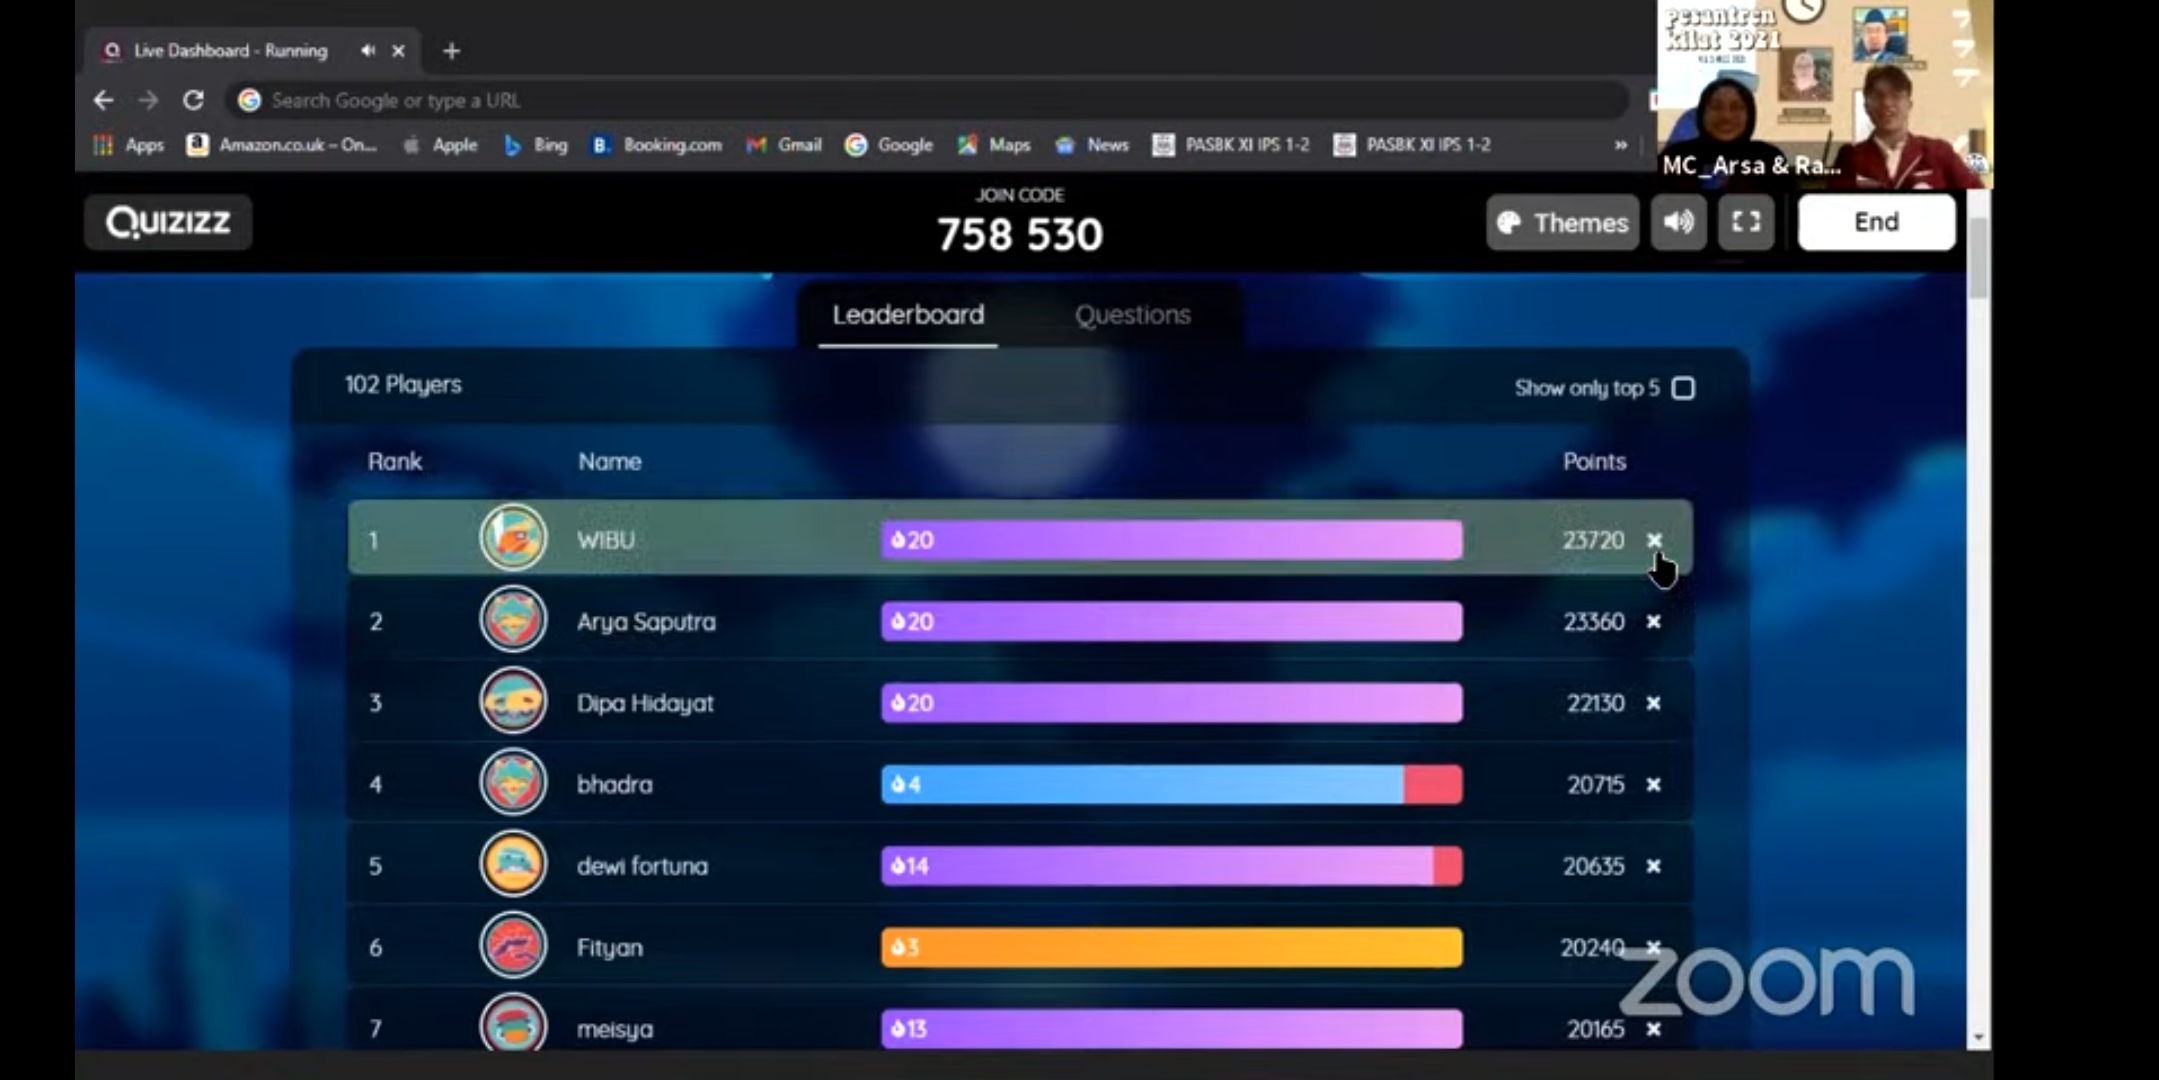 Live Dashboard - Running
pesantren
kilat 2021
Search Google or type a URL
Apps Amazon.co.uk – On... Apple Bing Booking.com Gmail Google Maps News PASBK XI IPS 1-2 PASBK XI IPS 1-2 »
MC_Arsa & Ra...
QUIZIZZ
JOIN CODE
758 530
Themes
End
Leaderboard Questions
102 Players
Show only top 5
Rank Name Points
1 WIBU 20 23720
2 Arya Saputra 20 23360
3 Dipa Hidayat 20 22130
4 bhadra 4 20715
5 dewi fortuna 14 20635
6 Fityan 3 20240
7 meisya 13 20165
zoom